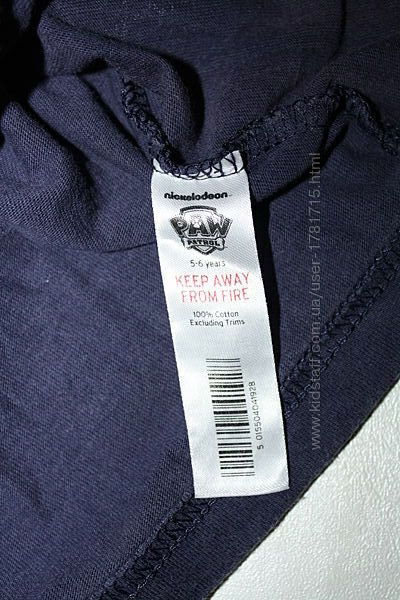 nickelodeon
PAW
PATROL
5-6 years
KEEP AWAY
FROM FIRE
100% Cotton
Excluding Trims
5 015504 041928
www.kidstaff.com.ua/user-1781715.html